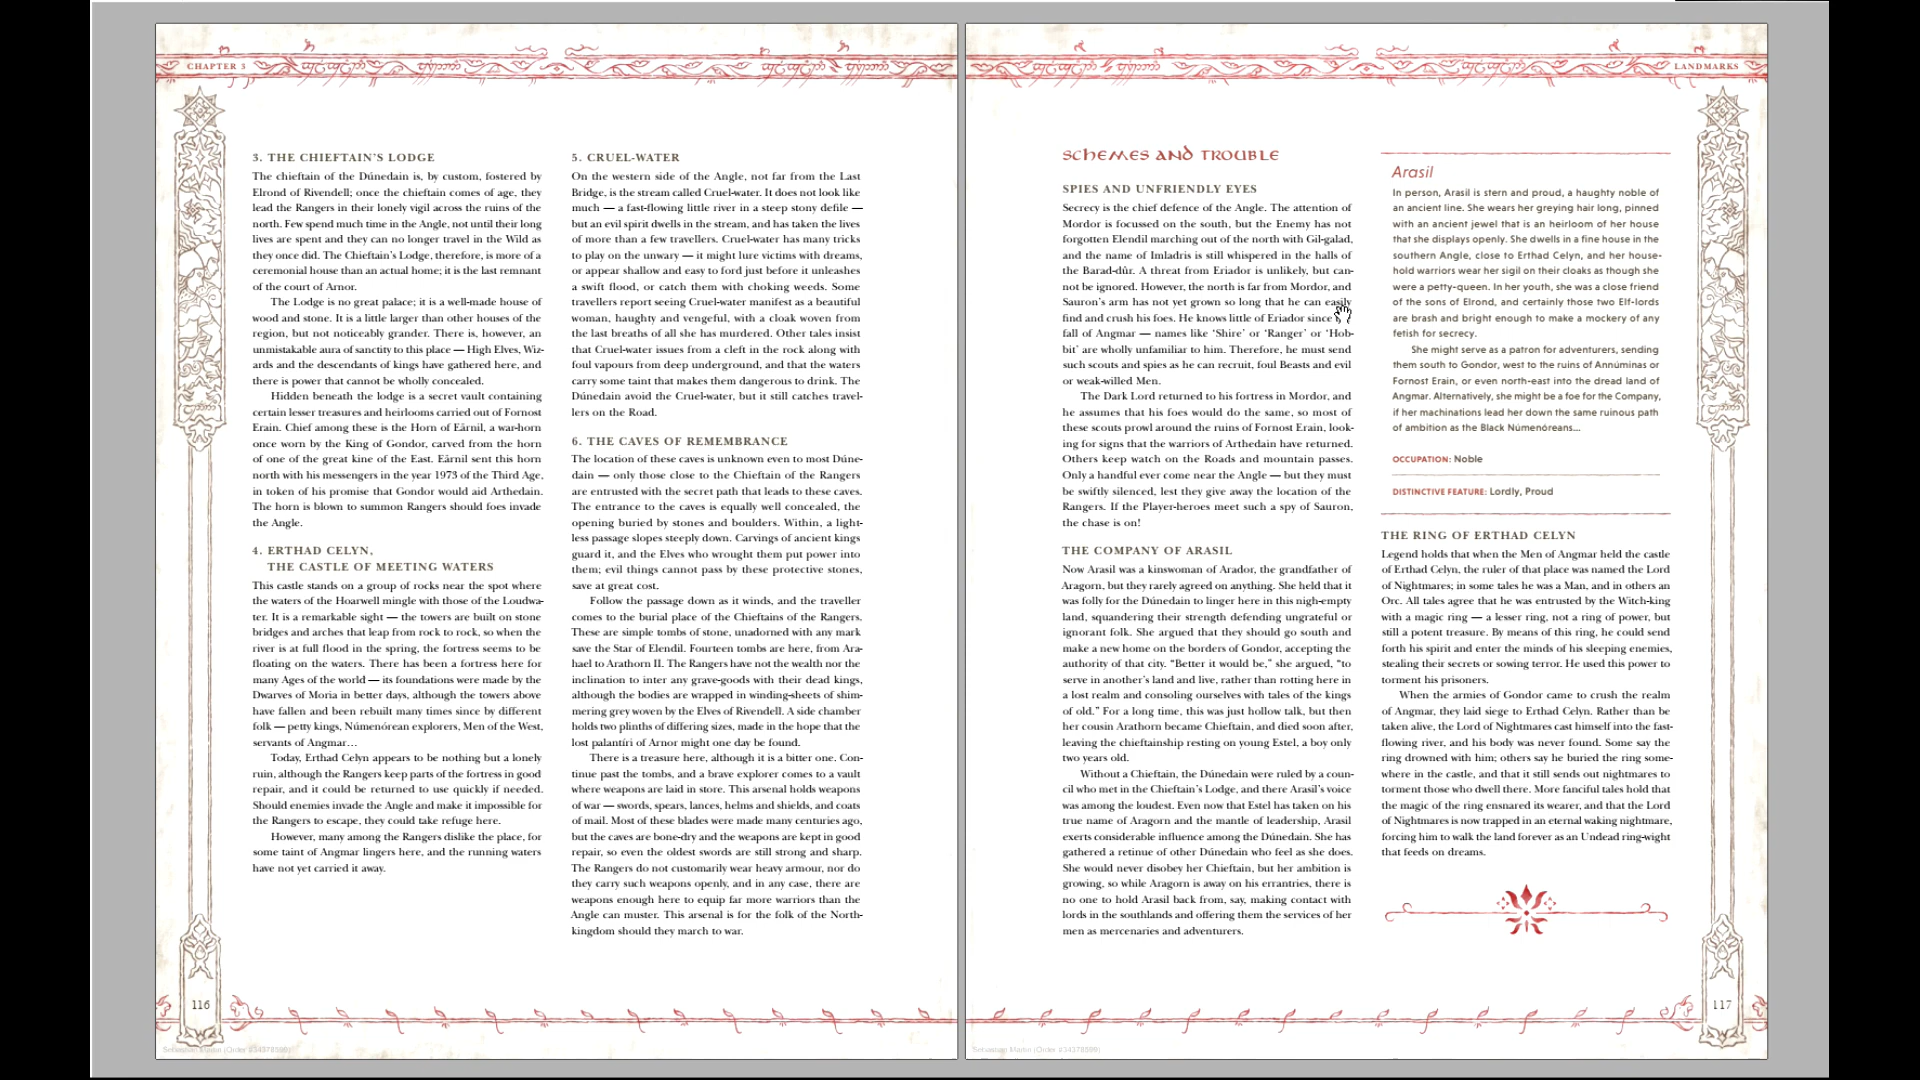 CHAPTER 3
3. THE CHIEFTAIN'S LODGE
The chieftain of the Dúnedain is, by custom, fostered by
Elrond of Rivendell; once the chieftain comes of age, they
lead the Rangers in their lonely vigil across the ruins of the
north. Few spend much time in the Angle, not until their long
lives are spent and they can no longer travel in the Wild as
they once did. The Chieftain's Lodge, therefore, is more of a
ceremonial house than an actual home; it is the last remnant
of the court of Arnor.
The Lodge is no great palace; it is a well-made house of
wood and stone. It is a little larger than other houses of the
region, but not noticeably grander. There is, however, an
unmistakable aura of sanctity to this place — High Elves, Wiz-
ards and the descendants of kings have gathered here, and
there is power that cannot be wholly concealed.
Hidden beneath the lodge is a secret vault containing
certain lesser treasures and heirlooms carried out of Fornost
Erain. Chief among these is the Horn of Eärnil, a war-horn
once worn by the King of Gondor, carved from the horn
of one of the great kine of the East. Eärnil sent this horn
north with his messengers in the year 1973 of the Third Age,
in token of his promise that Gondor would aid Arthedain.
The horn is blown to summon Rangers should foes invade
the Angle.
4. ERTHAD CELYN,
THE CASTLE OF MEETING WATERS
This castle stands on a group of rocks near the spot where
the waters of the Hoarwell mingle with those of the Loudwa-
ter. It is a remarkable sight — the towers are built on stone
bridges and arches that leap from rock to rock, so when the
river is at full flood in the spring, the fortress seems to be
floating on the waters. There has been a fortress here for
many Ages of the world — its foundations were made by the
Dwarves of Moria in better days, although the towers above
have fallen and been rebuilt many times since by different
folk — petty kings, Númenórean explorers, Men of the West,
servants of Angmar…
Today, Erthad Celyn appears to be nothing but a lonely
ruin, although the Rangers keep parts of the fortress in good
repair, and it could be returned to use quickly if needed.
Should enemies invade the Angle and make it impossible for
the Rangers to escape, they could take refuge here.
However, many among the Rangers dislike the place, for
some taint of Angmar lingers here, and the running waters
have not yet carried it away.
5. CRUEL-WATER
On the western side of the Angle, not far from the Last
Bridge, is the stream called Cruel-water. It does not look like
much — a fast-flowing little river in a steep stony defile —
but an evil spirit dwells in the stream, and has taken the lives
of more than a few travellers. Cruel-water has many tricks
to play on the unwary — it might lure victims with dreams,
or appear shallow and easy to ford just before it unleashes
a swift flood, or catch them with choking weeds. Some
travellers report seeing Cruel-water manifest as a beautiful
woman, haughty and vengeful, with a cloak woven from
the last breaths of all she has murdered. Other tales insist
that Cruel-water issues from a cleft in the rock along with
foul vapours from deep underground, and that the waters
carry some taint that makes them dangerous to drink. The
Dúnedain avoid the Cruel-water, but it still catches travel-
lers on the Road.
6. THE CAVES OF REMEMBRANCE
The location of these caves is unknown even to most Dúne-
dain — only those close to the Chieftain of the Rangers
are entrusted with the secret path that leads to these caves.
The entrance to the caves is equally well concealed, the
opening buried by stones and boulders. Within, a light-
less passage slopes steeply down. Carvings of ancient kings
guard it, and the Elves who wrought them put power into
them; evil things cannot pass by these protective stones,
save at great cost.
Follow the passage down as it winds, and the traveller
comes to the burial place of the Chieftains of the Rangers.
These are simple tombs of stone, unadorned with any mark
save the Star of Elendil. Fourteen tombs are here, from Ara-
hael to Arathorn II. The Rangers have not the wealth nor the
inclination to inter any grave-goods with their dead kings,
although the bodies are wrapped in winding-sheets of shim-
mering grey woven by the Elves of Rivendell. A side chamber
holds two plinths of differing sizes, made in the hope that the
lost palantíri of Arnor might one day be found.
There is a treasure here, although it is a bitter one. Con-
tinue past the tombs, and a brave explorer comes to a vault
where weapons are laid in store. This arsenal holds weapons
of war — swords, spears, lances, helms and shields, and coats
of mail. Most of these blades were made many centuries ago,
but the caves are bone-dry and the weapons are kept in good
repair, so even the oldest swords are still strong and sharp.
The Rangers do not customarily wear heavy armour, nor do
they carry such weapons openly, and in any case, there are
weapons enough here to equip far more warriors than the
Angle can muster. This arsenal is for the folk of the North-
kingdom should they march to war.
116
Sebastian Martin (Order #34378599)
LANDMARKS
SCHEMES AND TROUBLE
SPIES AND UNFRIENDLY EYES
Secrecy is the chief defence of the Angle. The attention of
Mordor is focussed on the south, but the Enemy has not
forgotten Elendil marching out of the north with Gil-galad,
and the name of Imladris is still whispered in the halls of
the Barad-dûr. A threat from Eriador is unlikely, but can-
not be ignored. However, the north is far from Mordor, and
Sauron's arm has not yet grown so long that he can easily
find and crush his foes. He knows little of Eriador since
fall of Angmar — names like 'Shire' or 'Ranger' or 'Hob-
bit' are wholly unfamiliar to him. Therefore, he must send
such scouts and spies as he can recruit, foul Beasts and evil
or weak-willed Men.
The Dark Lord returned to his fortress in Mordor, and
he assumes that his foes would do the same, so most of
these scouts prowl around the ruins of Fornost Erain, look-
ing for signs that the warriors of Arthedain have returned.
Others keep watch on the Roads and mountain passes.
Only a handful ever come near the Angle — but they must
be swiftly silenced, lest they give away the location of the
Rangers. If the Player-heroes meet such a spy of Sauron,
the chase is on!
THE COMPANY OF ARASIL
Now Arasil was a kinswoman of Arador, the grandfather of
Aragorn, but they rarely agreed on anything. She held that it
was folly for the Dúnedain to linger here in this nigh-empty
land, squandering their strength defending ungrateful or
ignorant folk. She argued that they should go south and
make a new home on the borders of Gondor, accepting the
authority of that city. "Better it would be," she argued, "to
serve in another's land and live, rather than rotting here in
a lost realm and consoling ourselves with tales of the kings
of old." For a long time, this was just hollow talk, but then
her cousin Arathorn became Chieftain, and died soon after,
leaving the chieftainship resting on young Estel, a boy only
two years old.
Without a Chieftain, the Dúnedain were ruled by a coun-
cil who met in the Chieftain's Lodge, and there Arasil's voice
was among the loudest. Even now that Estel has taken on his
true name of Aragorn and the mantle of leadership, Arasil
exerts considerable influence among the Dúnedain. She has
gathered a retinue of other Dúnedain who feel as she does.
She would never disobey her Chieftain, but her ambition is
growing, so while Aragorn is away on his errantries, there is
no one to hold Arasil back from, say, making contact with
lords in the southlands and offering them the services of her
men as mercenaries and adventurers.
Arasil
In person, Arasil is stern and proud, a haughty noble of
an ancient line. She wears her greying hair long, pinned
with an ancient jewel that is an heirloom of her house
that she displays openly. She dwells in a fine house in the
southern Angle, close to Erthad Celyn, and her house-
hold warriors wear her sigil on their cloaks as though she
were a petty-queen. In her youth, she was a close friend
of the sons of Elrond, and certainly those two Elf-lords
are brash and bright enough to make a mockery of any
fetish for secrecy.
She might serve as a patron for adventurers, sending
them south to Gondor, west to the ruins of Annúminas or
Fornost Erain, or even north-east into the dread land of
Angmar. Alternatively, she might be a foe for the Company,
if her machinations lead her down the same ruinous path
of ambition as the Black Númenóreans...
OCCUPATION: Noble
DISTINCTIVE FEATURE: Lordly, Proud
THE RING OF ERTHAD CELYN
Legend holds that when the Men of Angmar held the castle
of Erthad Celyn, the ruler of that place was named the Lord
of Nightmares; in some tales he was a Man, and in others an
Orc. All tales agree that he was entrusted by the Witch-king
with a magic ring — a lesser ring, not a ring of power, but
still a potent treasure. By means of this ring, he could send
forth his spirit and enter the minds of his sleeping enemies,
stealing their secrets or sowing terror. He used this power to
torment his prisoners.
When the armies of Gondor came to crush the realm
of Angmar, they laid siege to Erthad Celyn. Rather than be
taken alive, the Lord of Nightmares cast himself into the fast-
flowing river, and his body was never found. Some say the
ring drowned with him; others say he buried the ring some-
where in the castle, and that it still sends out nightmares to
torment those who dwell there. More fanciful tales hold that
the magic of the ring ensnared its wearer, and that the Lord
of Nightmares is now trapped in an eternal waking nightmare,
forcing him to walk the land forever as an Undead ring-wight
that feeds on dreams.
117
Sebastian Martin (Order #34378599)